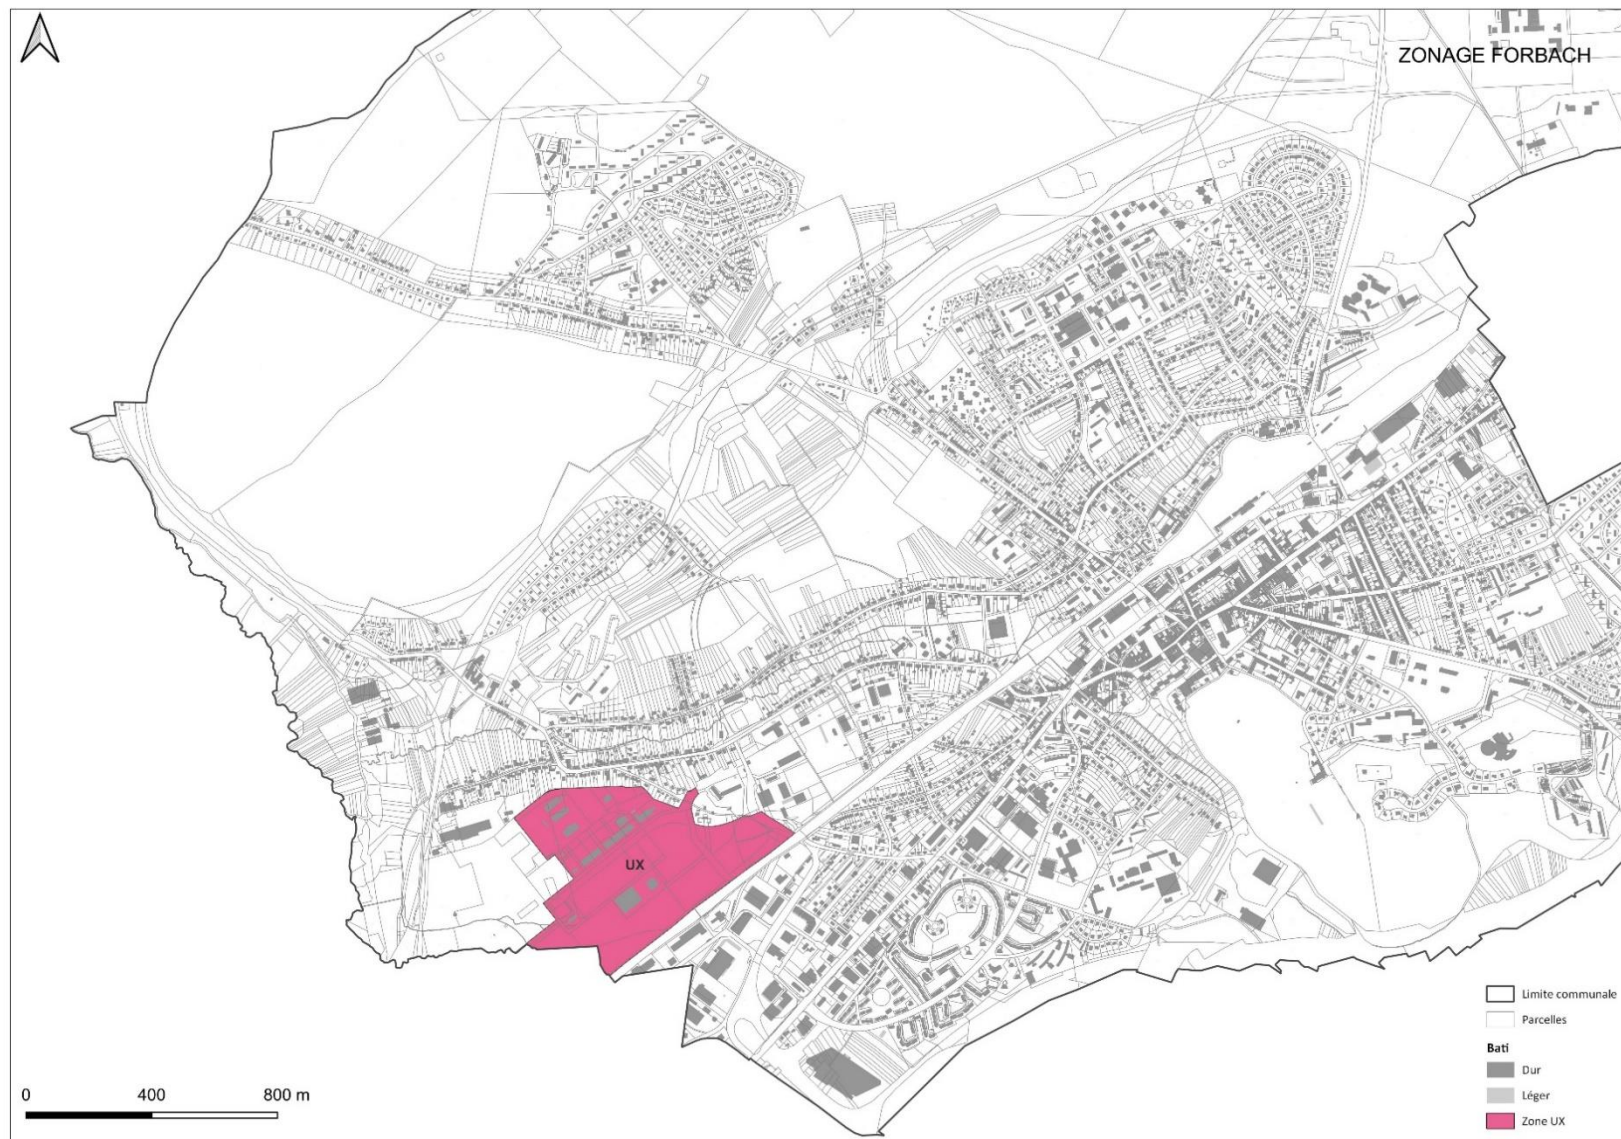 ZONAGE FORBACH
UX
Limite communale
Parcelles
Bati
Dur
Léger
Zone UX
0 400 800 m